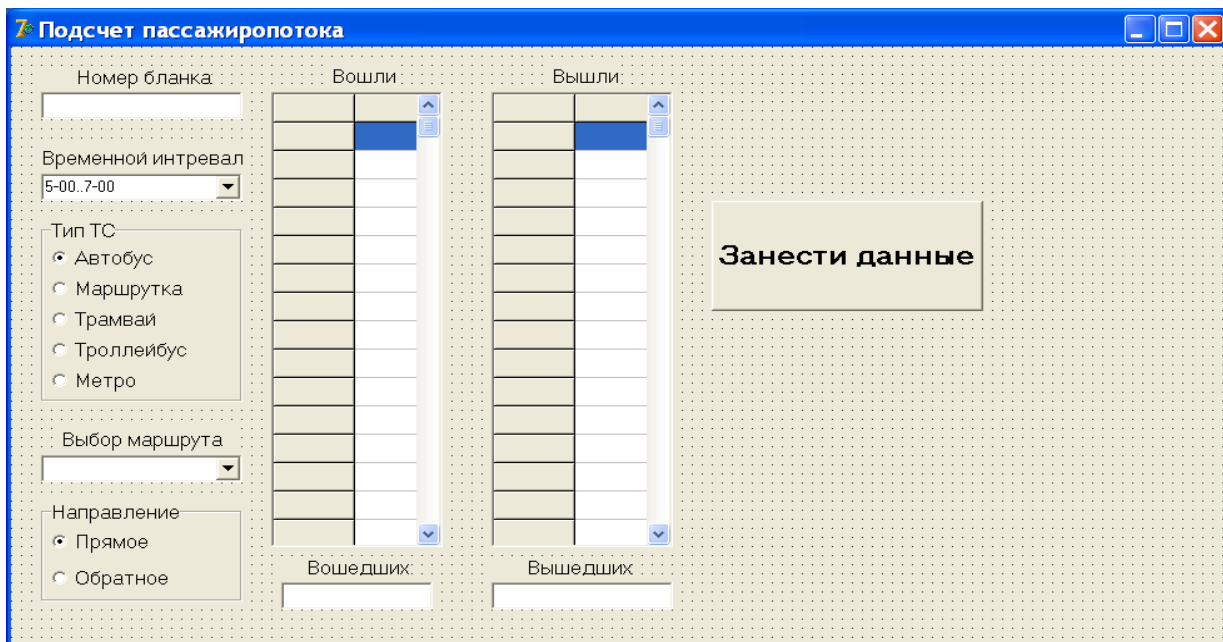 Подсчет пассажиропотока
Номер бланка
Вошли
Вышли
Временной интревал
5-00..7-00
Тип ТС
Автобус
Маршрутка
Трамвай
Троллейбус
Метро
Занести данные
Выбор маршрута
Направление
Прямое
Обратное
Вошедших:
Вышедших